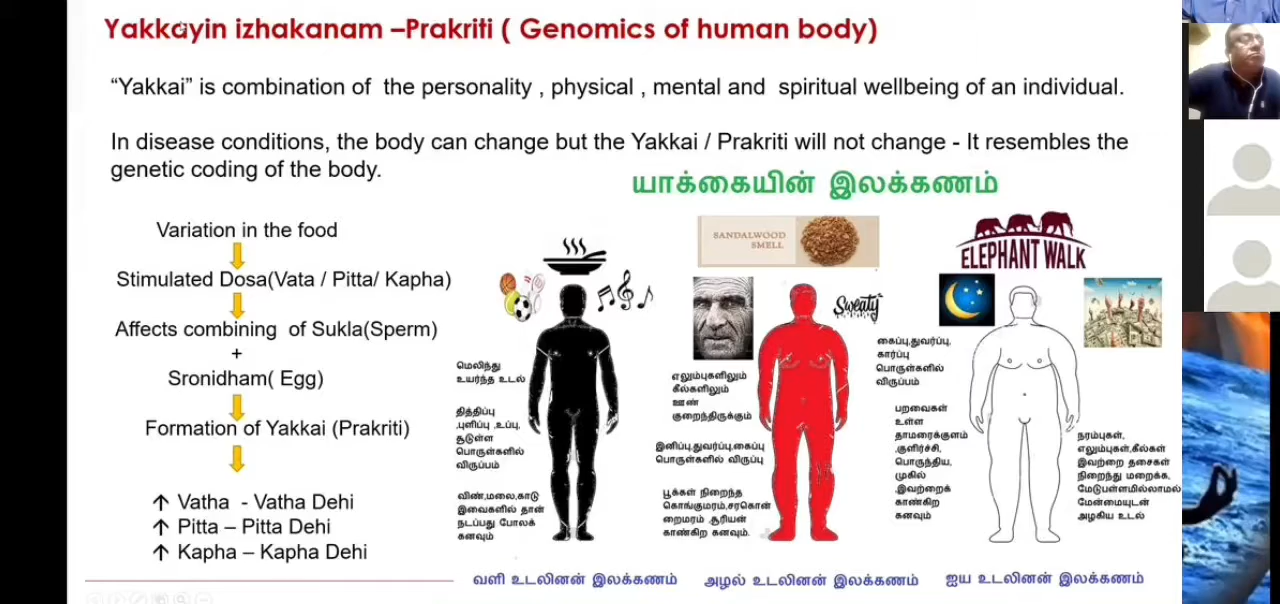 Yakkayin izhakanam –Prakriti ( Genomics of human body)
“Yakkai” is combination of the personality , physical , mental and spiritual wellbeing of an individual.
In disease conditions, the body can change but the Yakkai / Prakriti will not change - It resembles the
genetic coding of the body.
யாக்கையின் இலக்கணம்
Variation in the food
Stimulated Dosa(Vata / Pitta/ Kapha)
Affects combining of Sukla(Sperm)
+
Sronidham( Egg)
Formation of Yakkai (Prakriti)
↑ Vatha - Vatha Dehi
↑ Pitta – Pitta Dehi
↑ Kapha – Kapha Dehi
மெலிந்து
உயர்ந்த உடல்
தித்திப்பு
,புளிப்பு ,உப்பு,
சூடுள்ள
பொருள்களில்
விருப்பம்
விண்,மலை,காடு
இவைகளில் தான்
நடப்பது போலக்
கனவும்
வளி உடலினன் இலக்கணம்
SANDALWOOD
SMELL
Sweaty
எலும்புகளிலும்
கீல்களிலும்
ஊண்
குறைந்திருக்கும்
இனிப்பு,துவர்ப்பு,கைப்பு
பொருள்களில் விருப்பு
பூக்கள் நிறைந்த
கொங்குமரம்,சரகொன்
றைமரம் ,சூரியன்
காண்கிற கனவும்.
அழல் உடலினன் இலக்கணம்
ELEPHANT WALK
கைப்பு,துவர்ப்பு,
கார்ப்பு
பொருள்களில்
விருப்பம்
பறவைகள்
உள்ள
தாமரைக்குளம்
,குளிர்ச்சி,
பொருந்திய,
முகில்
,இவற்றைக்
காண்கிற
கனவும்
நரம்புகள்,
எலும்புகள்,கீல்கள்
இவற்றை தசைகள்
நிறைந்து மறைக்க,
மேடுபள்ளமில்லாமல்
மேன்மையுடன்
அழகிய உடல்
ஐய உடலினன் இலக்கணம்